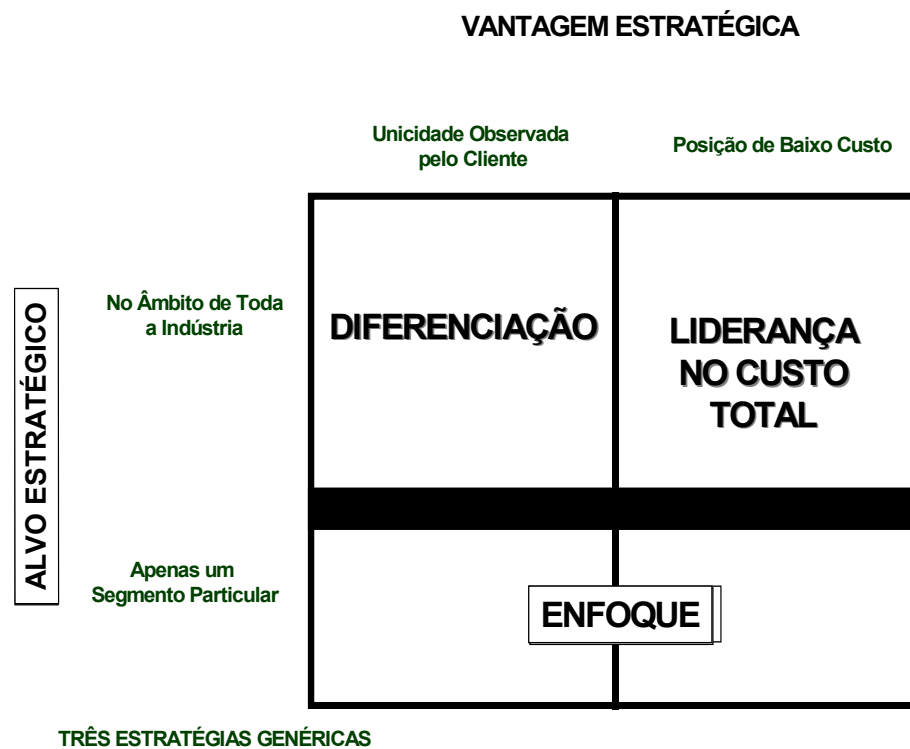 VANTAGEM ESTRATÉGICA
Unicidade Observada
pelo Cliente
Posição de Baixo Custo
No Âmbito de Toda
a Indústria
DIFERENCIAÇÃO
LIDERANÇA
NO CUSTO
TOTAL
ALVO ESTRATÉGICO
Apenas um
Segmento Particular
ENFOQUE
TRÊS ESTRATÉGIAS GENÉRICAS